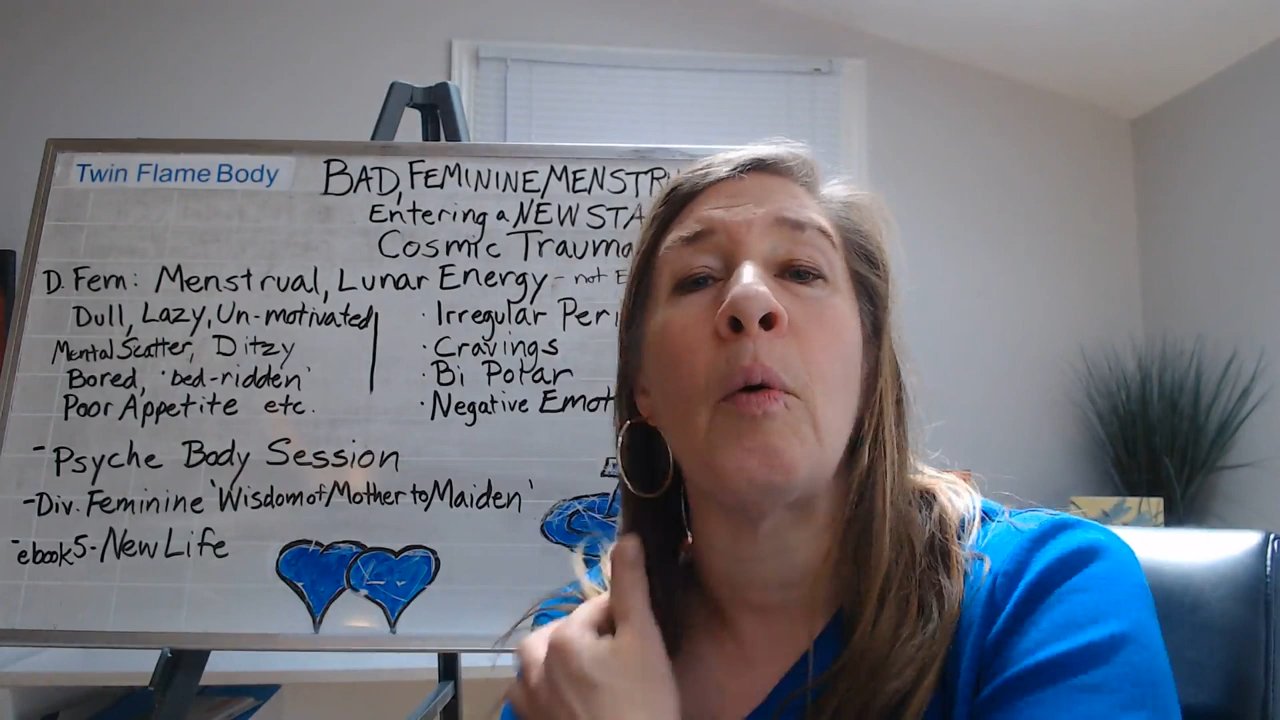 Twin Flame Body
BAD, FEMININE, MENSTR
Entering a NEW STA
Cosmic Trauma
D. Fem: Menstrual, Lunar Energy - not E
Dull, Lazy, Un-motivated
Mental Scatter, Ditzy
Bored, 'bed-ridden'
Poor Appetite etc.
· Irregular Peri
· Cravings
· Bi Polar
· Negative Emot
- Psyche Body Session
- Div. Feminine 'Wisdom of Mother to Maiden'
- ebook5 - New Life